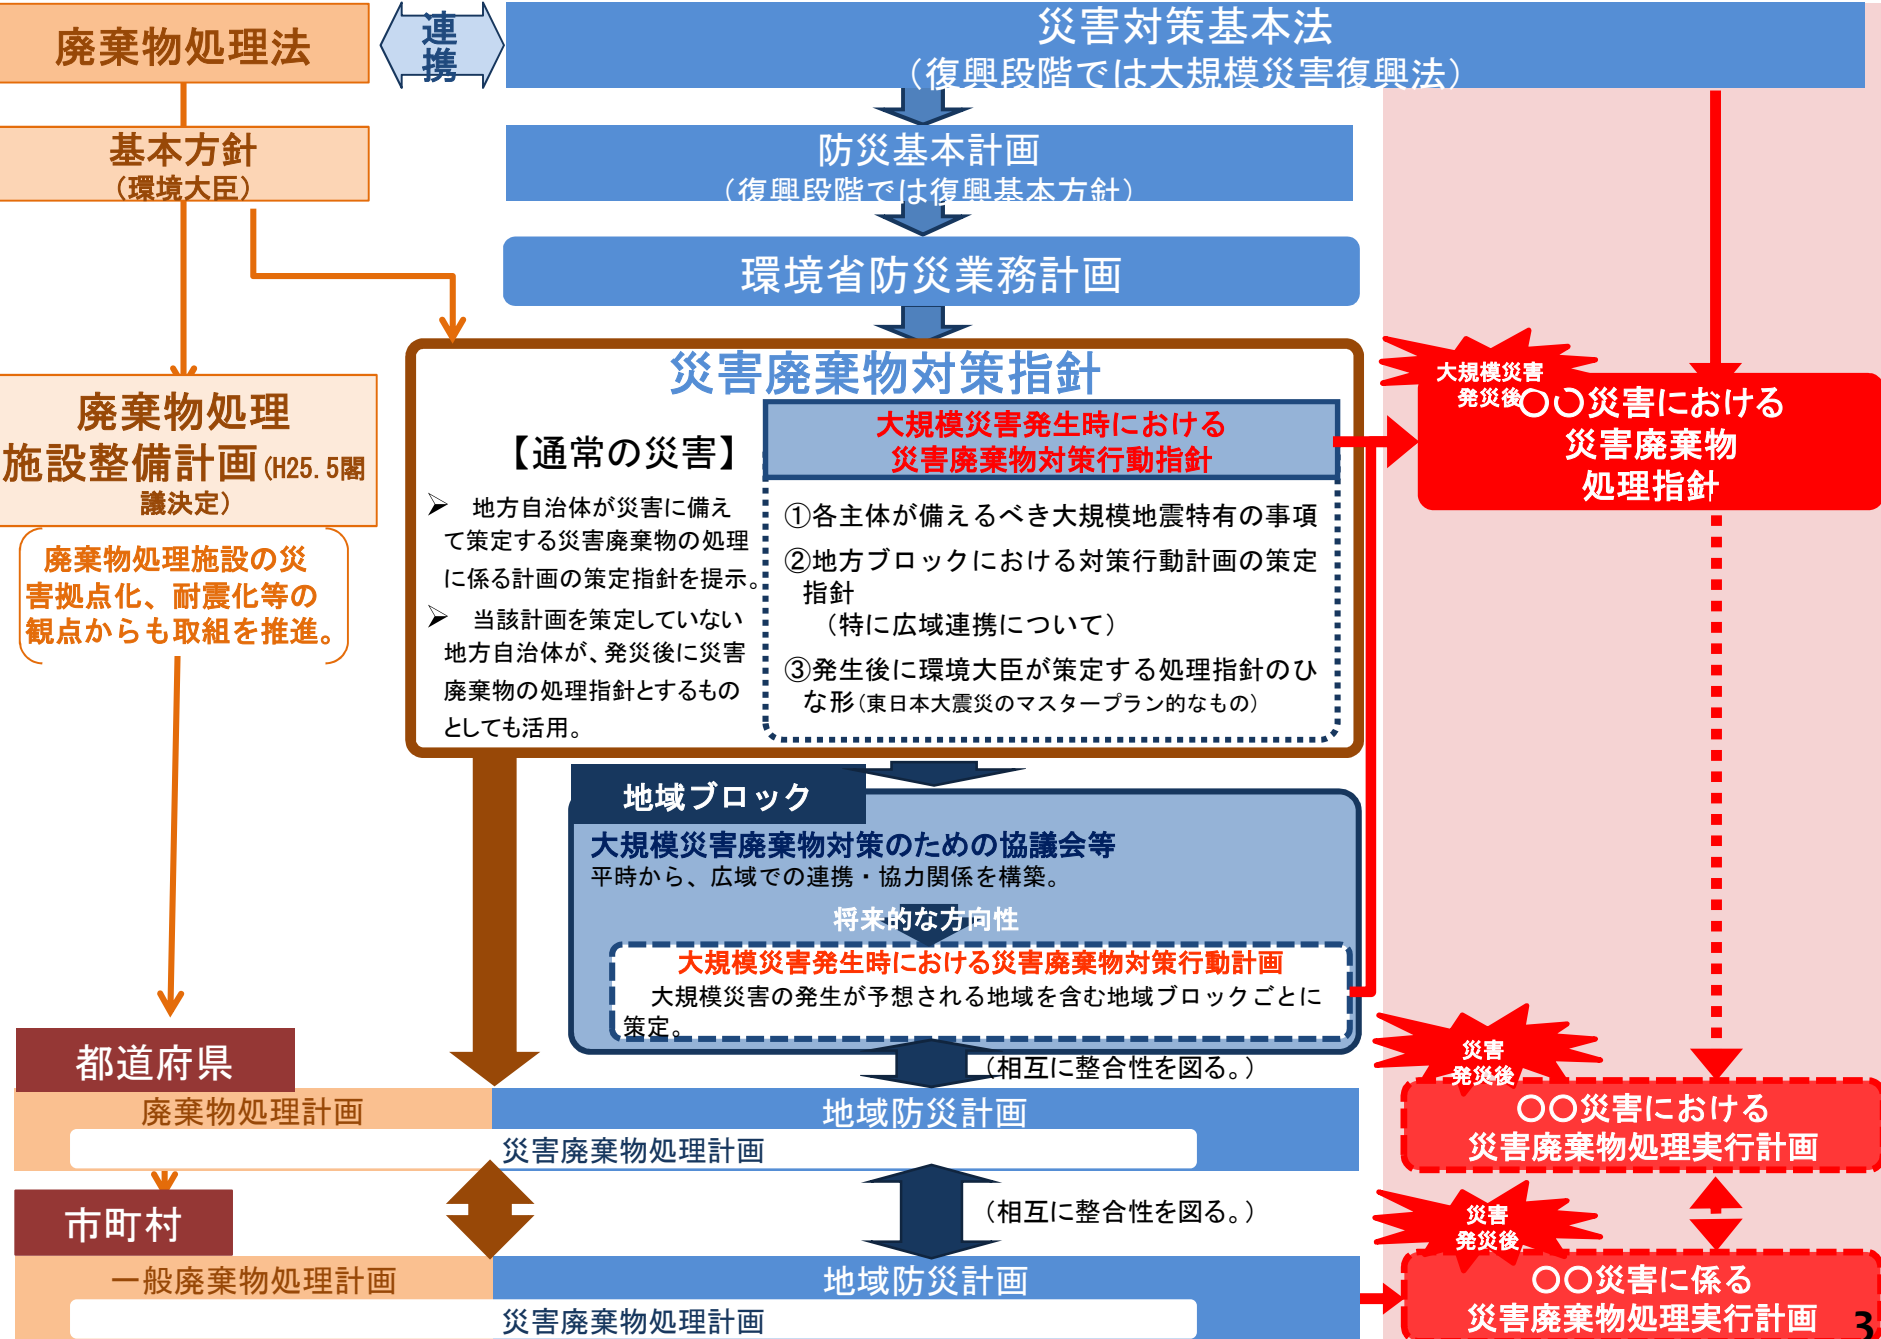 廃棄物処理法
連
携
災害対策基本法
（復興段階では大規模災害復興法）
基本方針
（環境大臣）
防災基本計画
（復興段階では復興基本方針）
環境省防災業務計画
廃棄物処理
施設整備計画(H25.5閣
議決定）
廃棄物処理施設の災
害拠点化、耐震化等の
観点からも取組を推進。
災害廃棄物対策指針
【通常の災害】
➢ 地方自治体が災害に備え
て策定する災害廃棄物の処理
に係る計画の策定指針を提示。
➢ 当該計画を策定していない
地方自治体が、発災後に災害
廃棄物の処理指針とするもの
としても活用。
大規模災害発生時における
災害廃棄物対策行動指針
①各主体が備えるべき大規模地震特有の事項
②地方ブロックにおける対策行動計画の策定
指針
（特に広域連携について）
③発生後に環境大臣が策定する処理指針のひ
な形（東日本大震災のマスタープラン的なもの）
大規模災害
発災後
〇〇災害における
災害廃棄物
処理指針
地域ブロック
大規模災害廃棄物対策のための協議会等
平時から、広域での連携・協力関係を構築。
将来的な方向性
大規模災害発生時における災害廃棄物対策行動計画
大規模災害の発生が予想される地域を含む地域ブロックごとに
策定。
（相互に整合性を図る。）
都道府県
廃棄物処理計画
地域防災計画
災害廃棄物処理計画
災害
発災後
〇〇災害における
災害廃棄物処理実行計画
（相互に整合性を図る。）
市町村
一般廃棄物処理計画
地域防災計画
災害廃棄物処理計画
災害
発災後
〇〇災害に係る
災害廃棄物処理実行計画
3